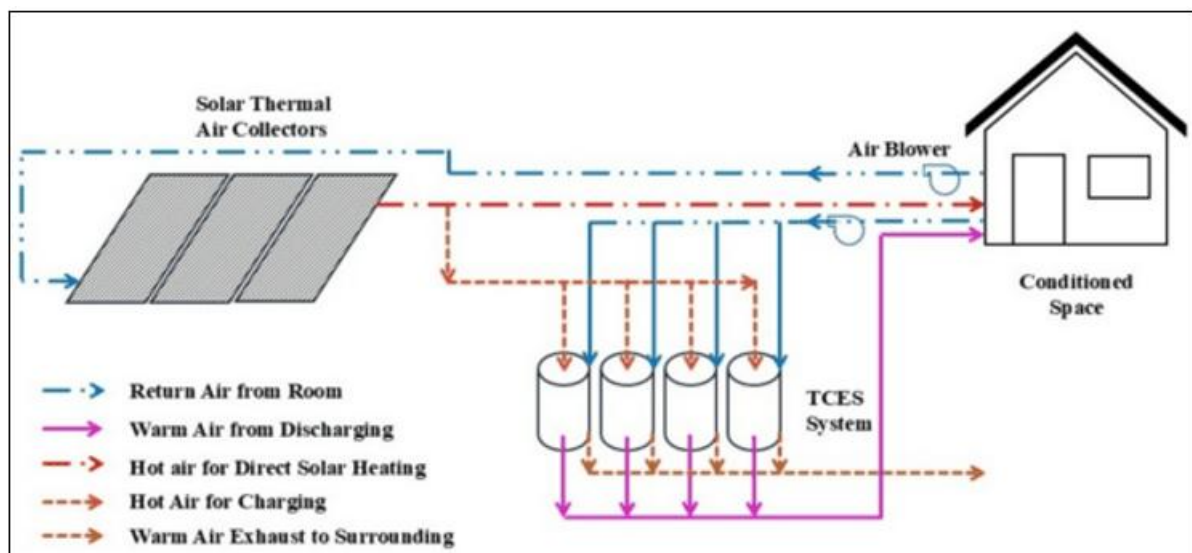 Solar Thermal
Air Collectors
Air Blower
Conditioned
Space
TCES
System
Return Air from Room
Warm Air from Discharging
Hot air for Direct Solar Heating
Hot Air for Charging
Warm Air Exhaust to Surrounding